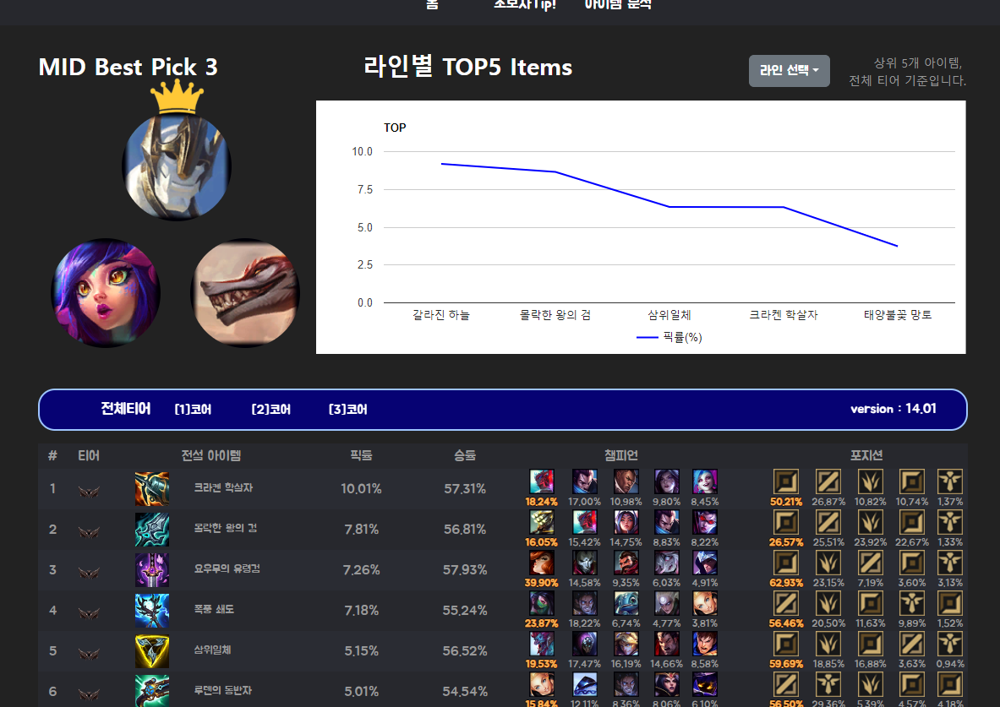 홈 초보자Tip! 아이템 분석
MID Best Pick 3
라인별 TOP5 Items
라인 선택
상위 5개 아이템,
전체 티어 기준입니다.
TOP
10.0
7.5
5.0
2.5
0.0
갈라진 하늘 몰락한 왕의 검 삼위일체 크라켄 학살자 태양불꽃 망토
픽률(%)
전체티어 [1]코어 [2]코어 [3]코어 version : 14.01
# 티어 전설 아이템 픽률 승률 챔피언 포지션
1 크라켄 학살자 10.01% 57.31% 18,24% 17,00% 10,98% 9,80% 8,45% 50,21% 26,87% 10,82% 10,74% 1,37%
2 몰락한 왕의 검 7.81% 56.81% 16,05% 15,42% 14,75% 8,83% 8,22% 26,57% 25,51% 23,92% 22,67% 1,33%
3 요우무의 유령검 7.26% 57.93% 39,90% 14,58% 9,35% 6,03% 4,91% 62,93% 23,15% 7,19% 3,60% 3,13%
4 폭풍 쇄도 7.18% 55.24% 23,87% 18,22% 6,74% 4,77% 3,81% 56,46% 20,50% 11,63% 9,89% 1,52%
5 삼위일체 5.15% 56.52% 19,53% 17,47% 16,19% 14,66% 8,58% 59,69% 18,85% 16,88% 3,63% 0,94%
6 루덴의 동반자 5.01% 54.54% 15,84% 12,11% 8,36% 8,06% 6,10% 56,50% 29,36% 5,39% 4,57% 4,18%